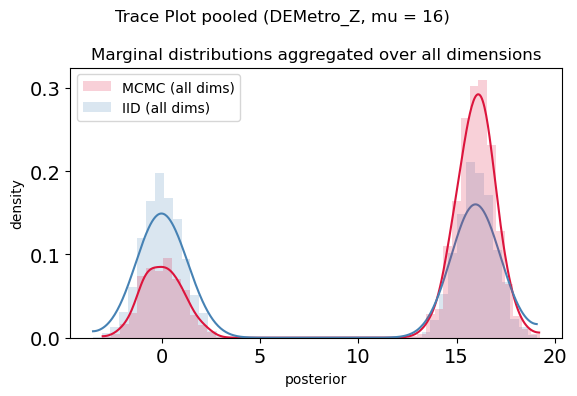 Trace Plot pooled (DEMetro_Z, mu = 16)
Marginal distributions aggregated over all dimensions
MCMC (all dims)
IID (all dims)
density
0.3
0.2
0.1
0.0
0 5 10 15 20
posterior